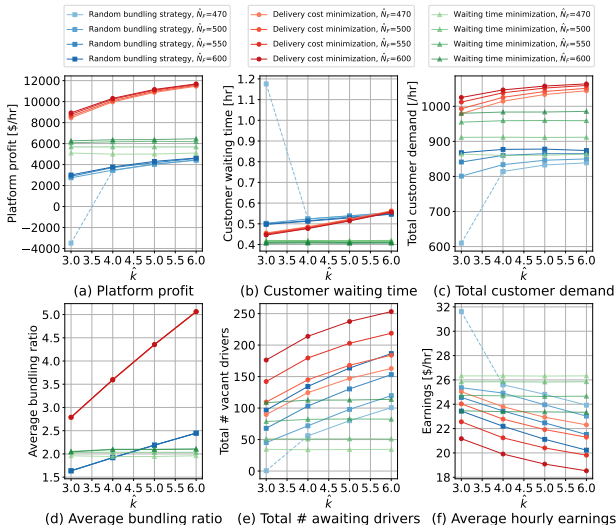 Random bundling strategy, N̂_F=470
Random bundling strategy, N̂_F=500
Random bundling strategy, N̂_F=550
Random bundling strategy, N̂_F=600
Delivery cost minimization, N̂_F=470
Delivery cost minimization, N̂_F=500
Delivery cost minimization, N̂_F=550
Delivery cost minimization, N̂_F=600
Waiting time minimization, N̂_F=470
Waiting time minimization, N̂_F=500
Waiting time minimization, N̂_F=550
Waiting time minimization, N̂_F=600
Platform profit [$/hr]
12000
10000
8000
6000
4000
2000
0
−2000
−4000
3.0 3.5 4.0 4.5 5.0 5.5 6.0
k̂
(a) Platform profit
Customer waiting time [hr]
1.2
1.1
1.0
0.9
0.8
0.7
0.6
0.5
0.4
3.0 3.5 4.0 4.5 5.0 5.5 6.0
k̂
(b) Customer waiting time
Total customer demand [/hr]
1000
900
800
700
600
3.0 3.5 4.0 4.5 5.0 5.5 6.0
k̂
(c) Total customer demand
Average bundling ratio
5.0
4.5
4.0
3.5
3.0
2.5
2.0
1.5
3.0 3.5 4.0 4.5 5.0 5.5 6.0
k̂
(d) Average bundling ratio
Total # vacant drivers
250
200
150
100
50
0
3.0 3.5 4.0 4.5 5.0 5.5 6.0
k̂
(e) Total # awaiting drivers
Earnings [$/hr]
32
30
28
26
24
22
20
18
3.0 3.5 4.0 4.5 5.0 5.5 6.0
k̂
(f) Average hourly earnings